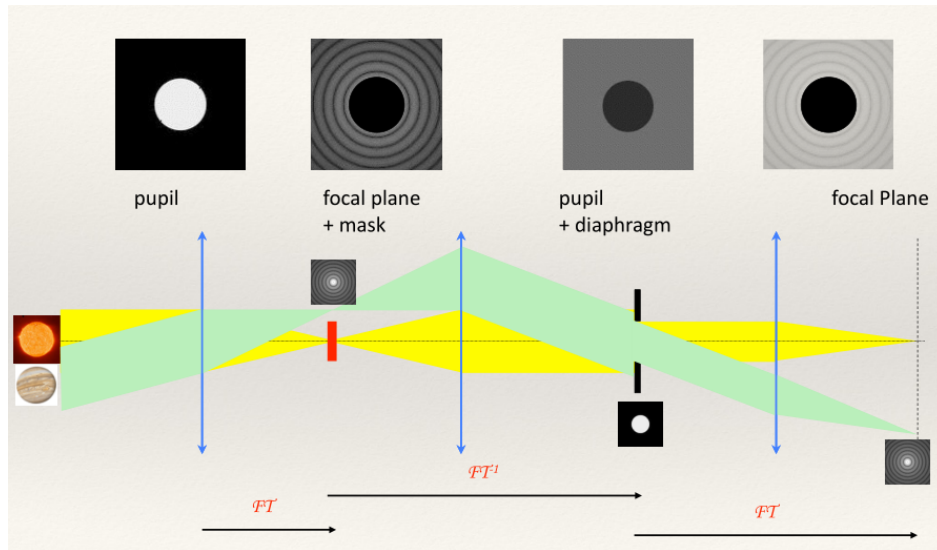 pupil
focal plane
+ mask
pupil
+ diaphragm
focal Plane
FT
FT⁻¹
FT